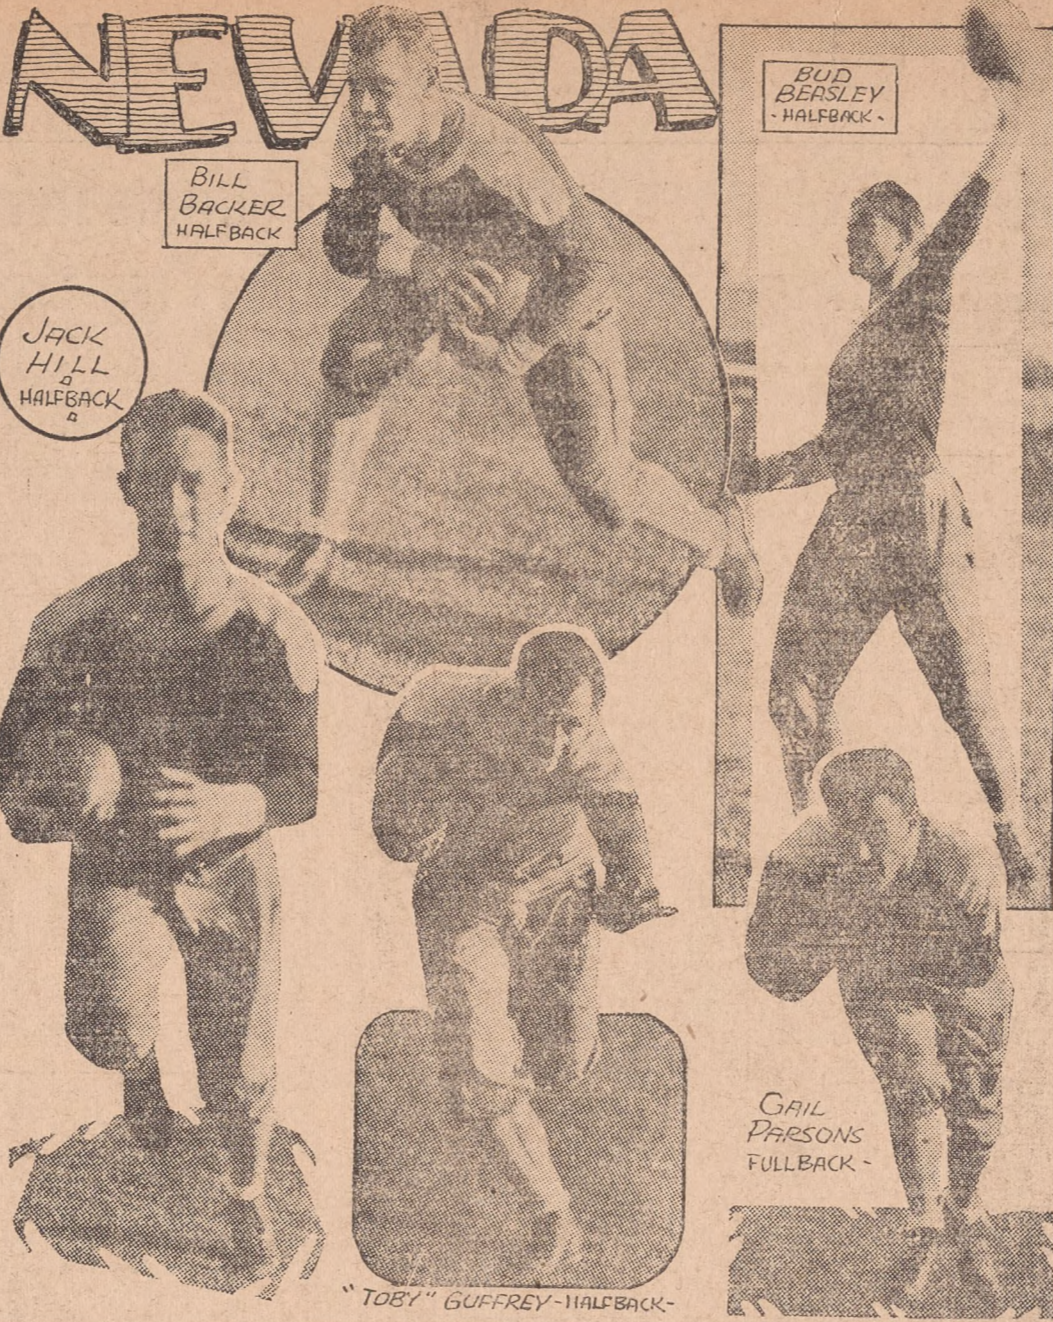 NEVADA
BUD
BEASLEY
- HALFBACK -
BILL
BACKER
HALFBACK
JACK
HILL
HALFBACK
GAIL
PARSONS
FULLBACK -
"TOBY" GUFFREY - HALFBACK -